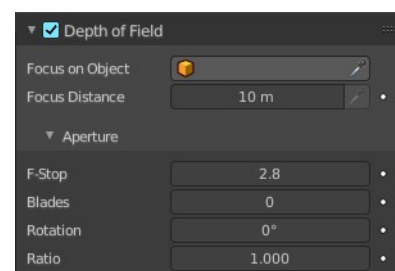 Depth of Field
Focus on Object
Focus Distance 10 m
Aperture
F-Stop 2.8
Blades 0
Rotation 0°
Ratio 1.000